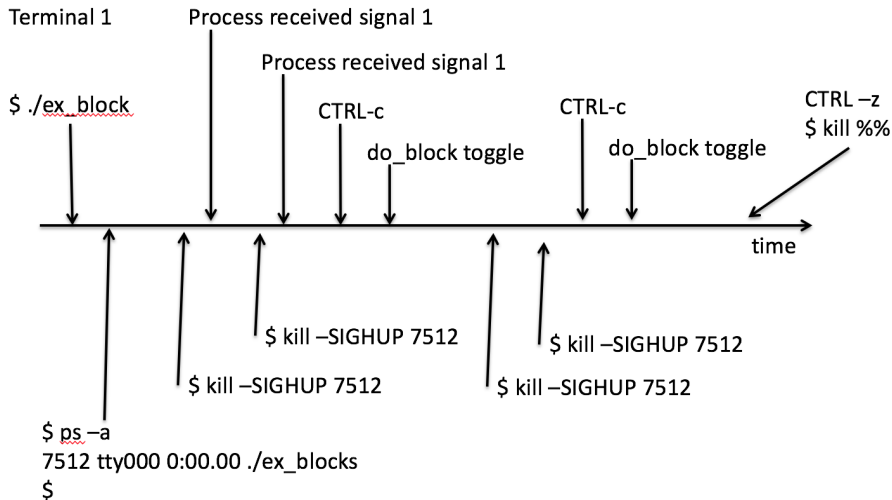 Terminal 1
Process received signal 1
Process received signal 1
$ ./ex_block
CTRL-c
do_block toggle
CTRL-c
do_block toggle
CTRL –z
$ kill %%
time
$ kill –SIGHUP 7512
$ kill –SIGHUP 7512
$ kill –SIGHUP 7512
$ kill –SIGHUP 7512
$ ps –a
7512 tty000 0:00.00 ./ex_blocks
$